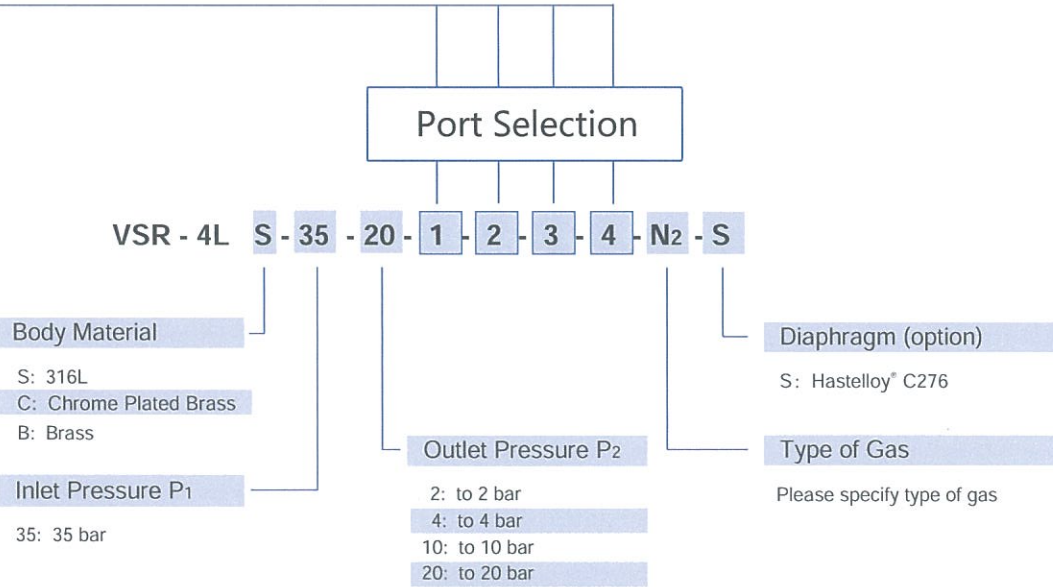 Port Selection
VSR - 4L S - 35 - 20 - 1 - 2 - 3 - 4 - N2 - S
Body Material
S: 316L
C: Chrome Plated Brass
B: Brass
Inlet Pressure P1
35: 35 bar
Outlet Pressure P2
2: to 2 bar
4: to 4 bar
10: to 10 bar
20: to 20 bar
Diaphragm (option)
S: Hastelloy® C276
Type of Gas
Please specify type of gas